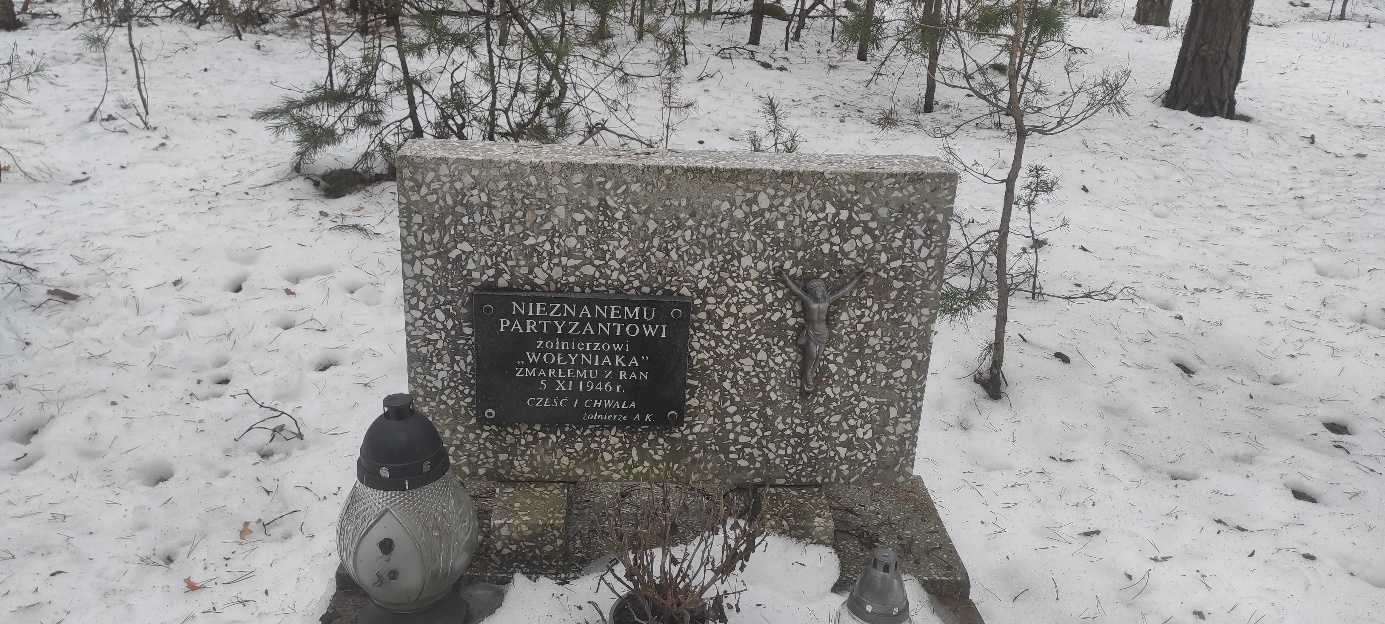 NIEZNANEMU
PARTYZANTOWI
żołnierzowi
„WOŁYNIAKA"
ZMARŁEMU Z RAN
5 XI 1946 r.
CZEŚĆ I CHWAŁA
żołnierze A.K.